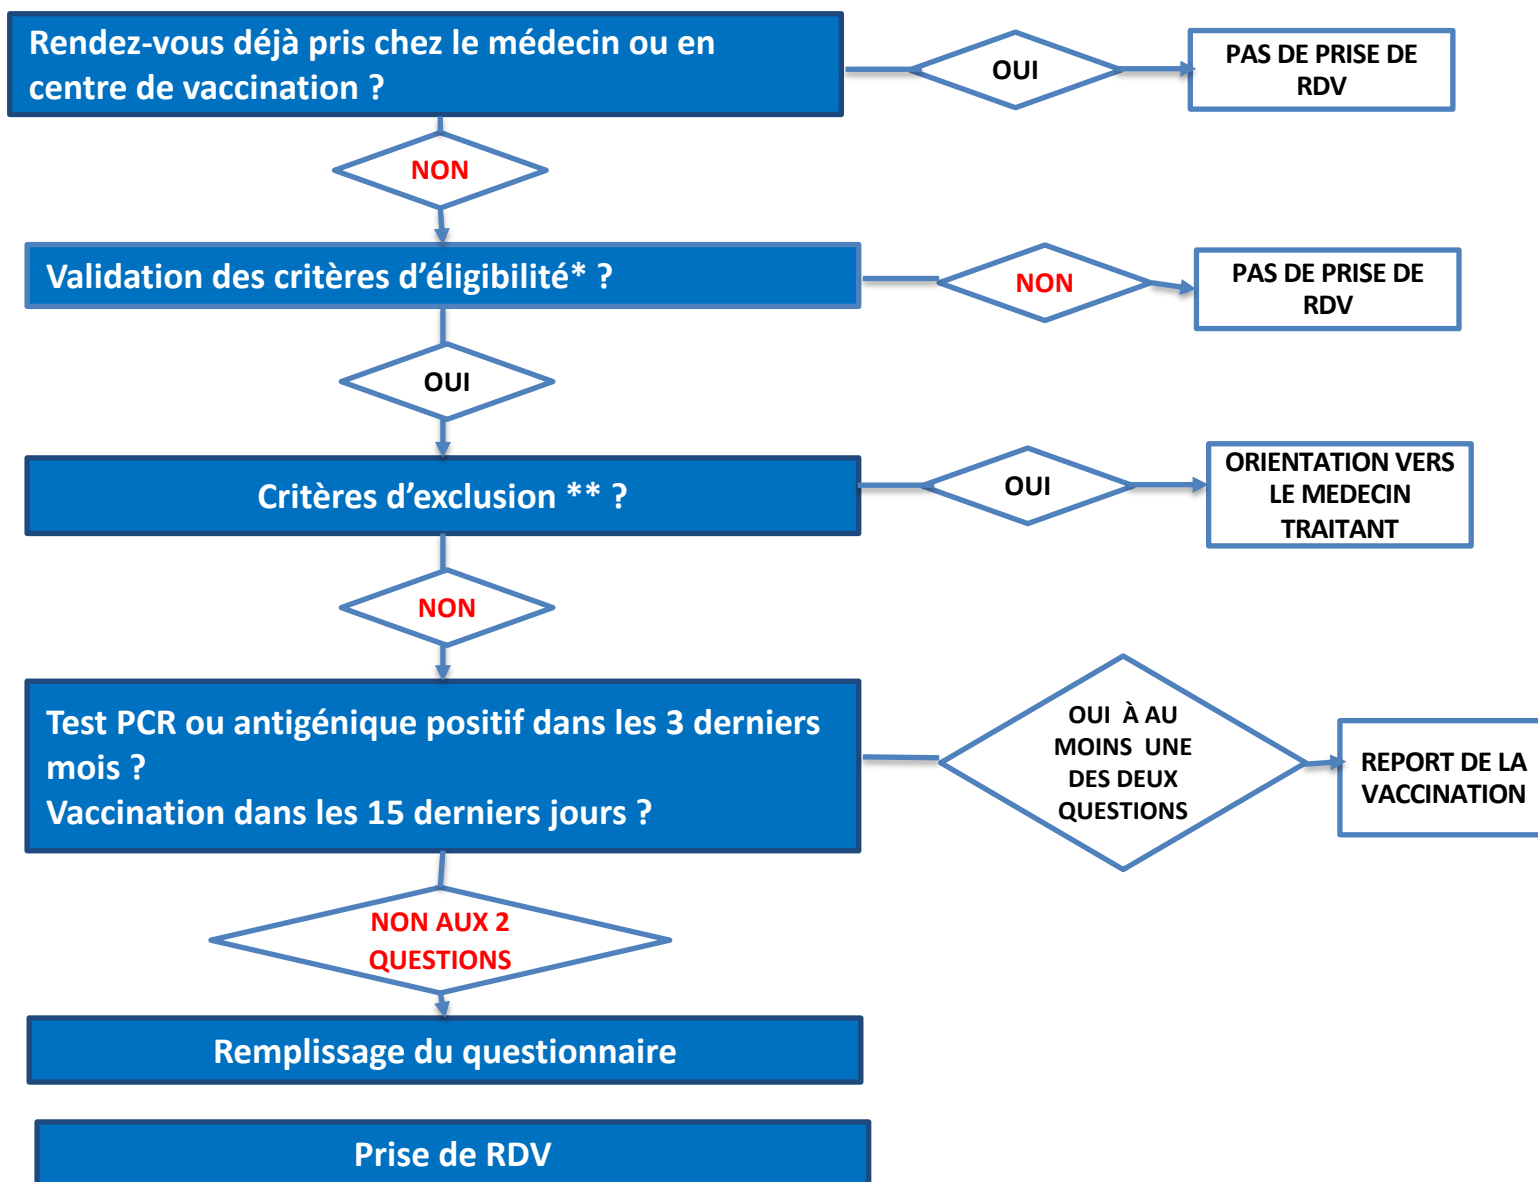 Rendez-vous déjà pris chez le médecin ou en
centre de vaccination ?
OUI
PAS DE PRISE DE
RDV
NON
Validation des critères d’éligibilité* ?
NON
PAS DE PRISE DE
RDV
OUI
Critères d’exclusion ** ?
OUI
ORIENTATION VERS
LE MEDECIN
TRAITANT
NON
Test PCR ou antigénique positif dans les 3 derniers
mois ?
Vaccination dans les 15 derniers jours ?
OUI À AU
MOINS UNE
DES DEUX
QUESTIONS
REPORT DE LA
VACCINATION
NON AUX 2
QUESTIONS
Remplissage du questionnaire
Prise de RDV